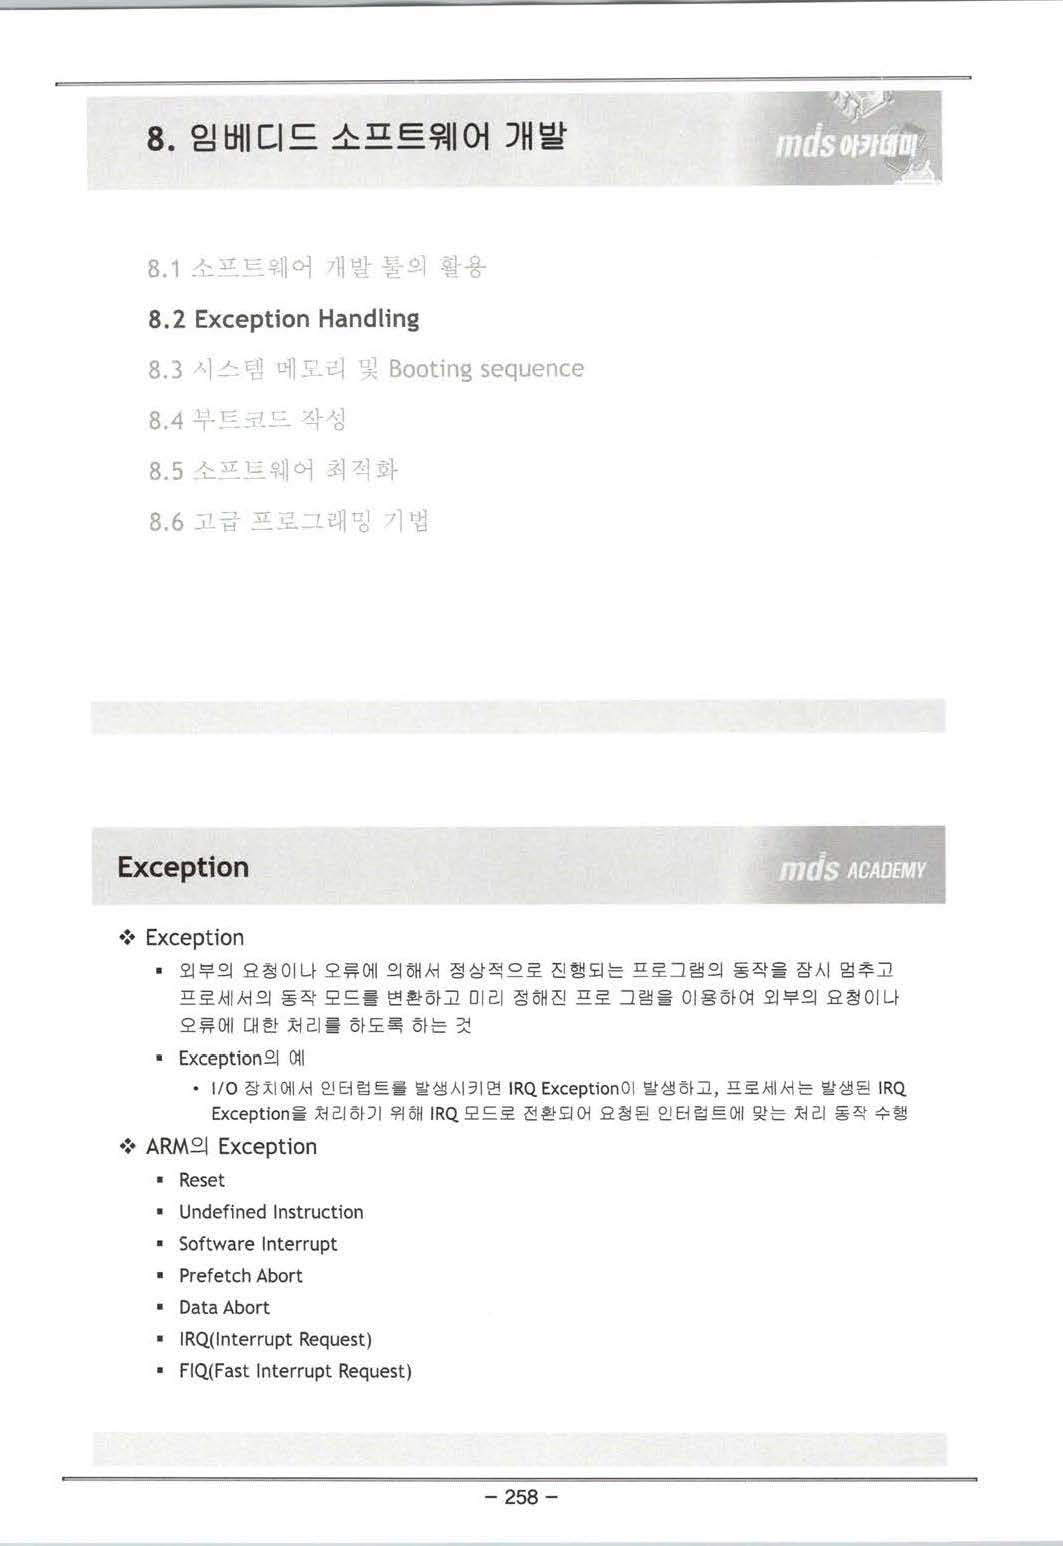 8. 임베디드 소프트웨어 개발
mds 아카데미
8.1 소프트웨어 개발 툴의 활용
8.2 Exception Handling
8.3 시스템 메모리 및 Booting sequence
8.4 부트코드 작성
8.5 소프트웨어 최적화
8.6 고급 프로그래밍 기법
Exception
mds ACADEMY
❖ Exception
▪ 외부의 요청이나 오류에 의해서 정상적으로 진행되는 프로그램의 동작을 잠시 멈추고
프로세서의 동작 모드를 변환하고 미리 정해진 프로 그램을 이용하여 외부의 요청이나
오류에 대한 처리를 하도록 하는 것
▪ Exception의 예
• I/O 장치에서 인터럽트를 발생시키면 IRQ Exception이 발생하고, 프로세서는 발생된 IRQ
Exception을 처리하기 위해 IRQ 모드로 전환되어 요청된 인터럽트에 맞는 처리 동작 수행
❖ ARM의 Exception
▪ Reset
▪ Undefined Instruction
▪ Software Interrupt
▪ Prefetch Abort
▪ Data Abort
▪ IRQ(Interrupt Request)
▪ FIQ(Fast Interrupt Request)
- 258 -